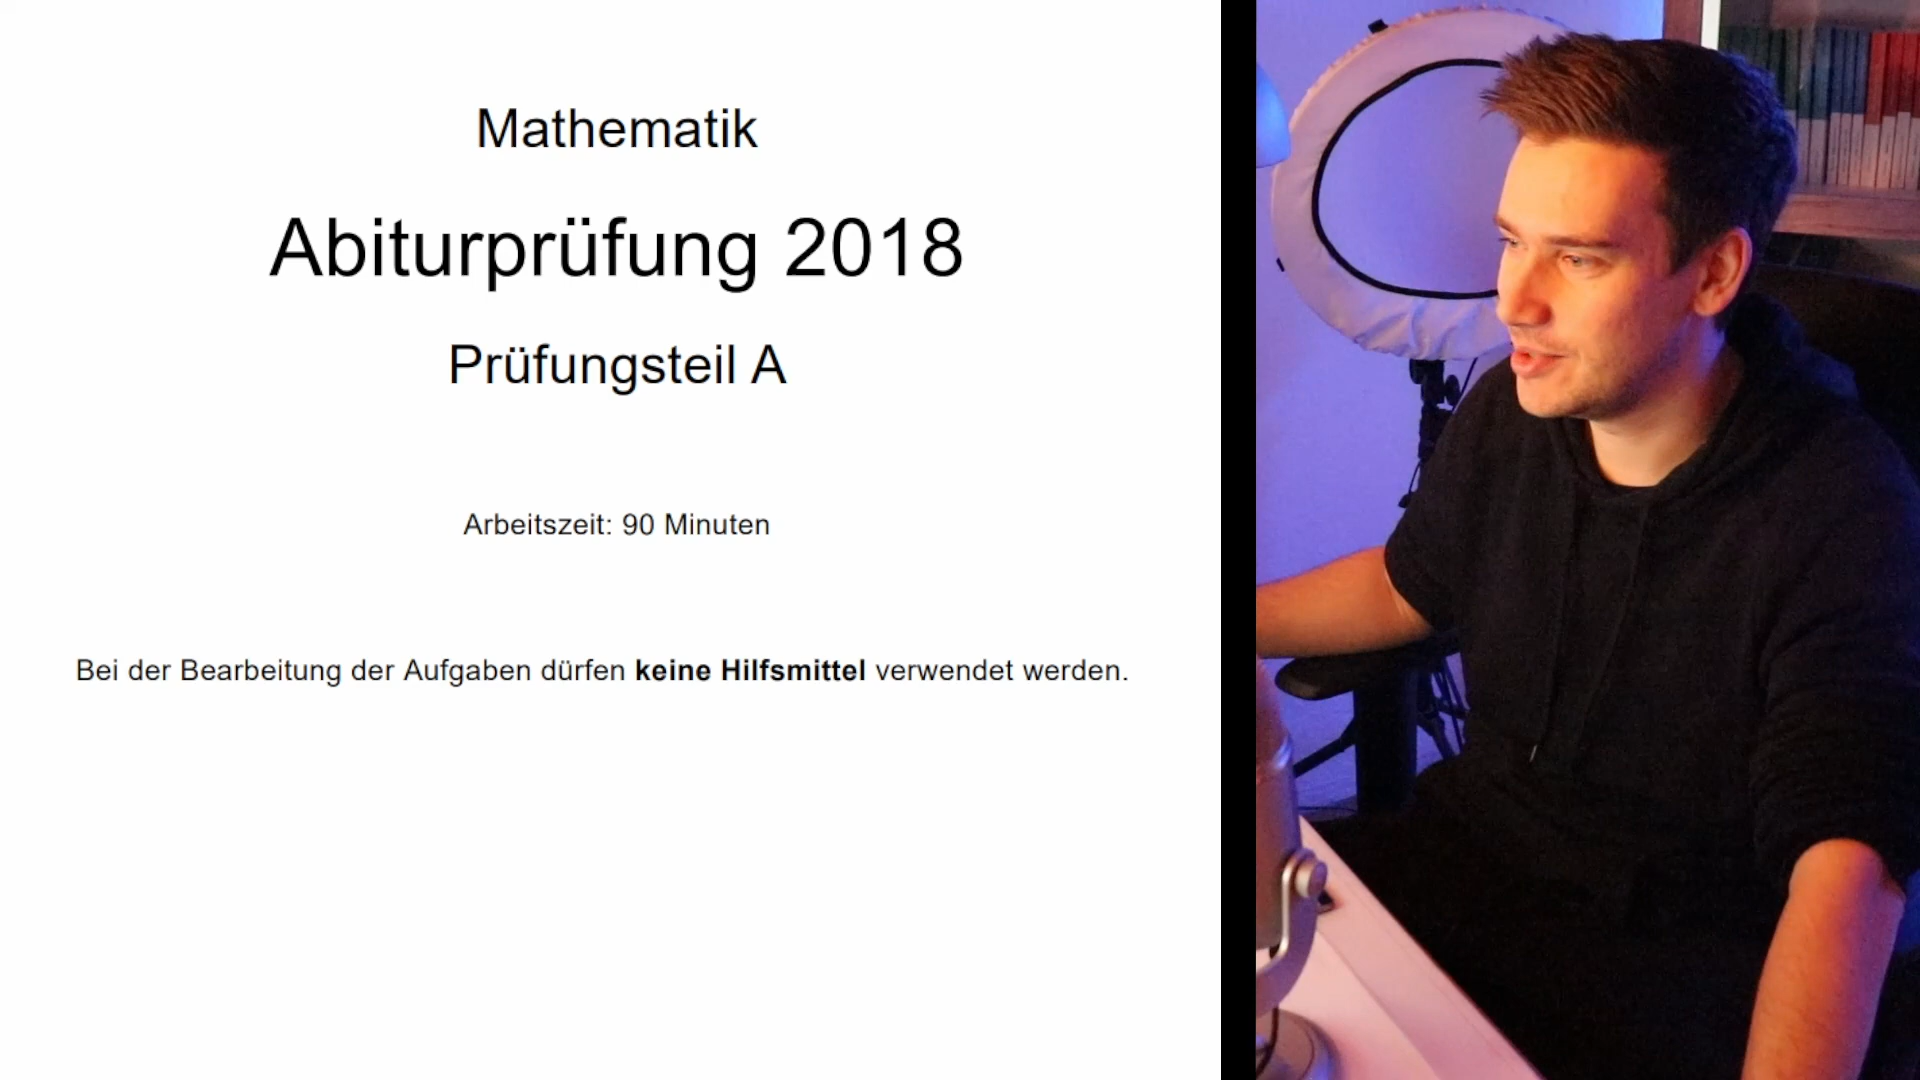 Mathematik
Abiturprüfung 2018
Prüfungsteil A
Arbeitszeit: 90 Minuten
Bei der Bearbeitung der Aufgaben dürfen keine Hilfsmittel verwendet werden.